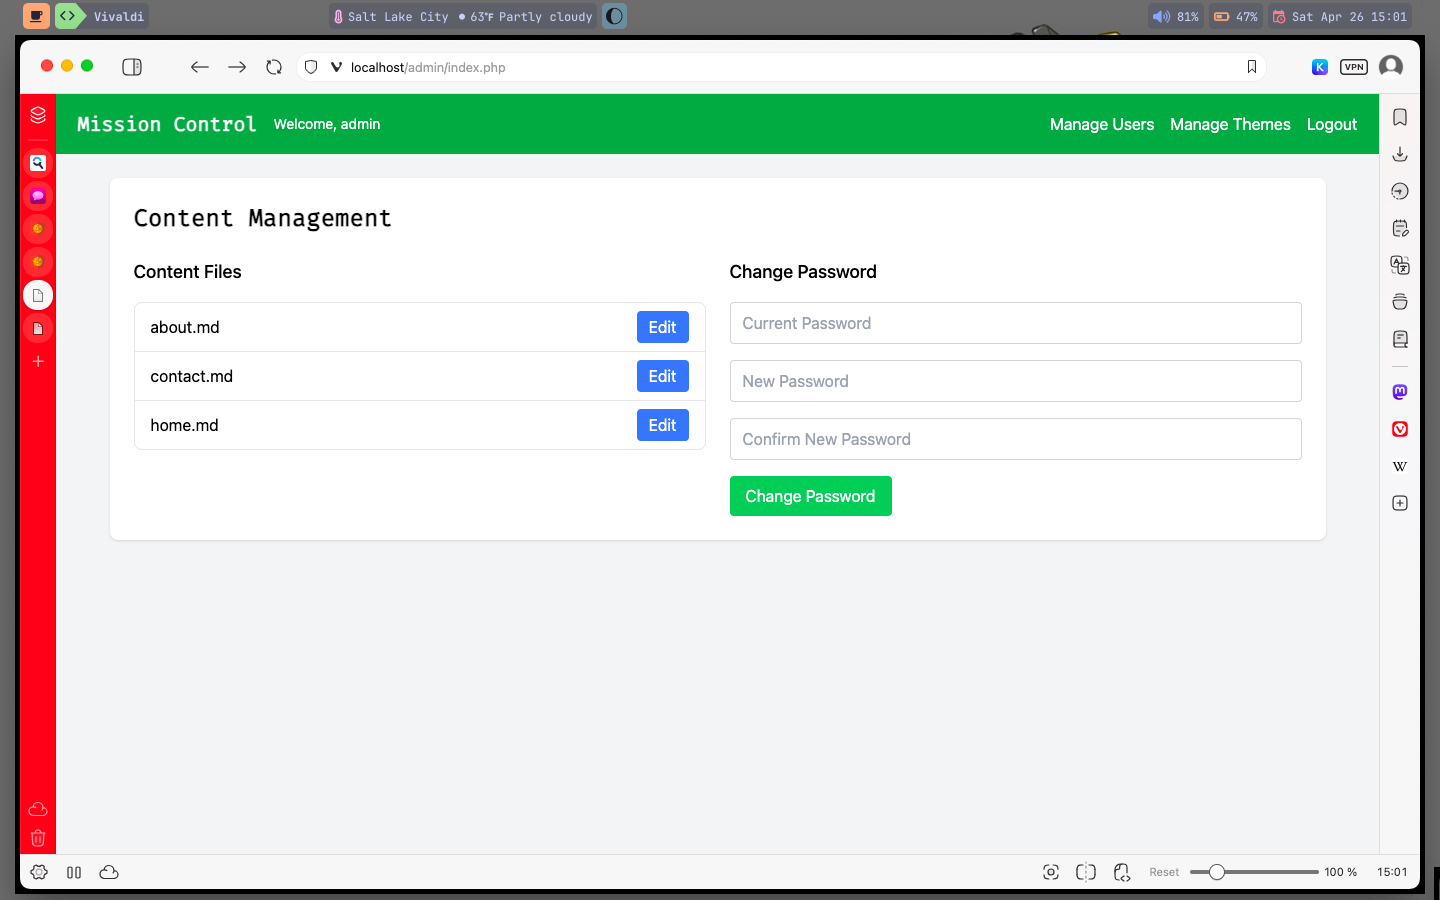 Vivaldi
Salt Lake City
63°F Partly cloudy
81%
47%
Sat Apr 26 15:01
localhost/admin/index.php
K
VPN
Mission Control
Welcome, admin
Manage Users
Manage Themes
Logout
Content Management
Content Files
about.md
Edit
contact.md
Edit
home.md
Edit
Change Password
Current Password
New Password
Confirm New Password
Change Password
W
Reset
100 %
15:01